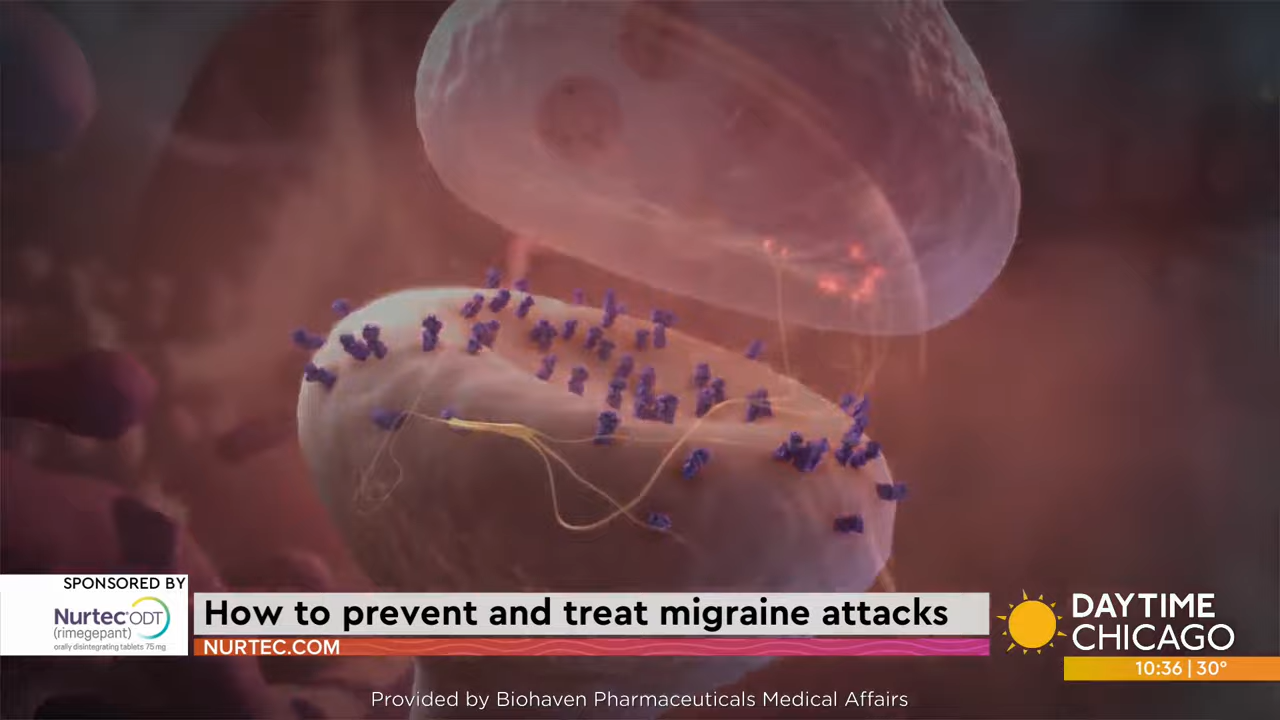 SPONSORED BY
Nurtec ODT
(rimegepant)
orally disintegrating tablets 75 mg
How to prevent and treat migraine attacks
NURTEC.COM
DAYTIME
CHICAGO
10:36 | 30°
Provided by Biohaven Pharmaceuticals Medical Affairs